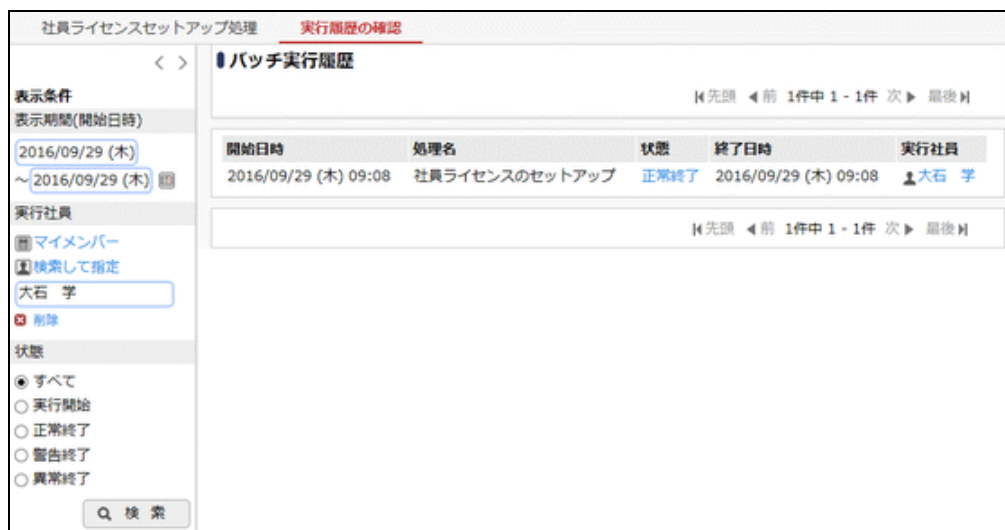 社員ライセンスセットアップ処理 実行履歴の確認
< >
表示条件
表示期間(開始日時)
2016/09/29 (木)
～2016/09/29 (木)
実行社員
マイメンバー
検索して指定
大石 学
削除
状態
すべて
実行開始
正常終了
警告終了
異常終了
検 索
バッチ実行履歴
先頭 前 1件中 1 - 1件 次 最後
開始日時 処理名 状態 終了日時 実行社員
2016/09/29 (木) 09:08 社員ライセンスのセットアップ 正常終了 2016/09/29 (木) 09:08 大石 学
先頭 前 1件中 1 - 1件 次 最後